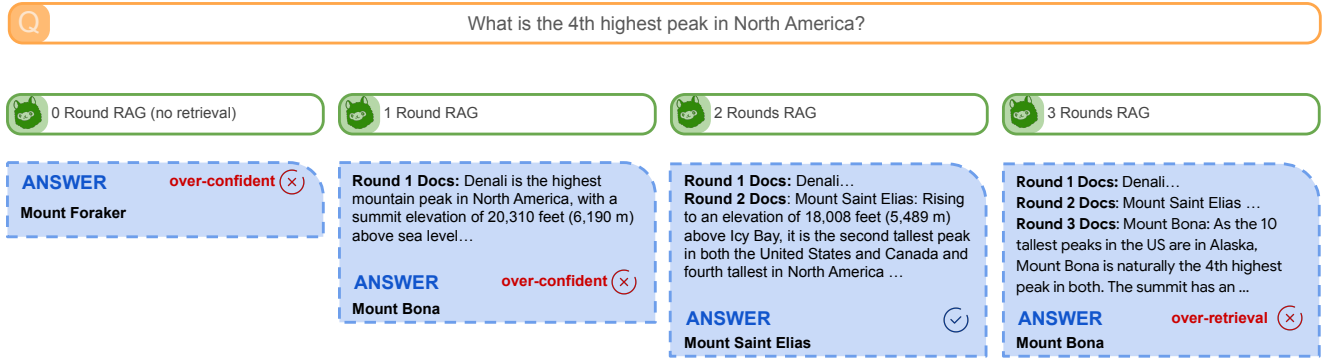 Q
What is the 4th highest peak in North America?
0 Round RAG (no retrieval)
1 Round RAG
2 Rounds RAG
3 Rounds RAG
ANSWER over-confident
Mount Foraker
Round 1 Docs: Denali is the highest
mountain peak in North America, with a
summit elevation of 20,310 feet (6,190 m)
above sea level…
ANSWER over-confident
Mount Bona
Round 1 Docs: Denali…
Round 2 Docs: Mount Saint Elias: Rising
to an elevation of 18,008 feet (5,489 m)
above Icy Bay, it is the second tallest peak
in both the United States and Canada and
fourth tallest in North America …
ANSWER
Mount Saint Elias
Round 1 Docs: Denali…
Round 2 Docs: Mount Saint Elias …
Round 3 Docs: Mount Bona: As the 10
tallest peaks in the US are in Alaska,
Mount Bona is naturally the 4th highest
peak in both. The summit has an ...
ANSWER over-retrieval
Mount Bona